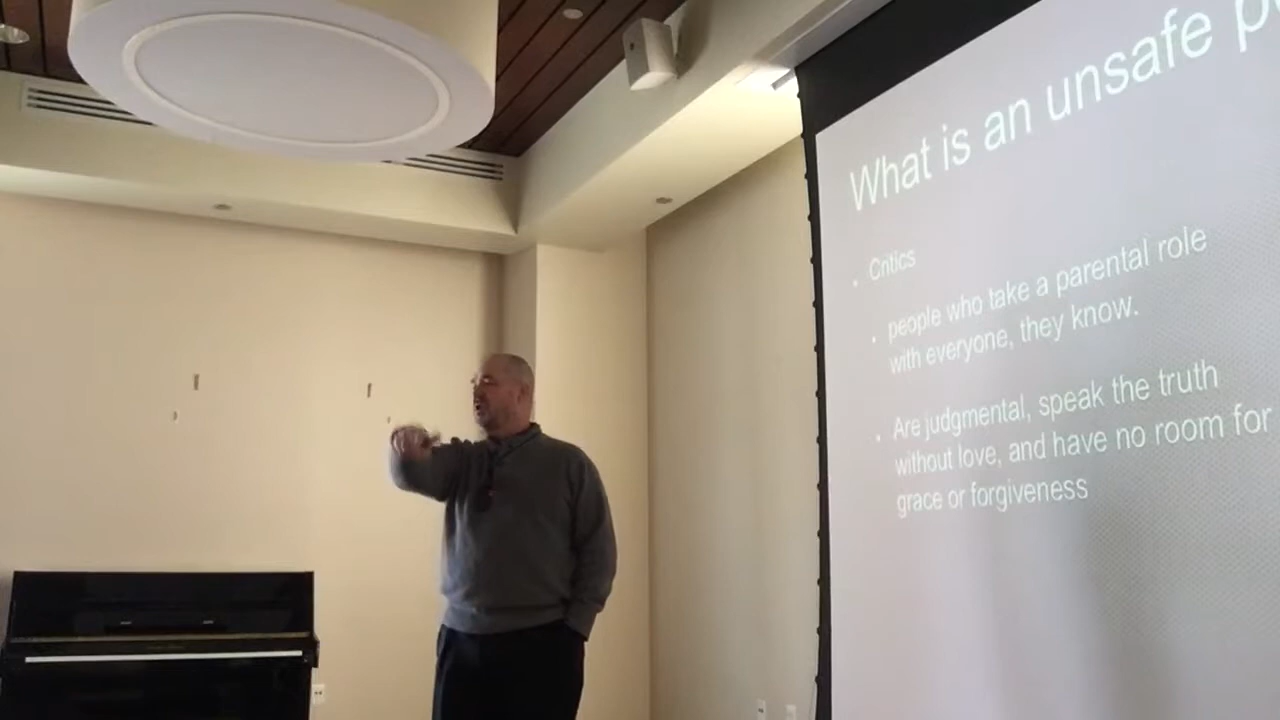 What is an unsafe
Critics
people who take a parental role
with everyone, they know.
Are judgmental, speak the truth
without love, and have no room for
grace or forgiveness